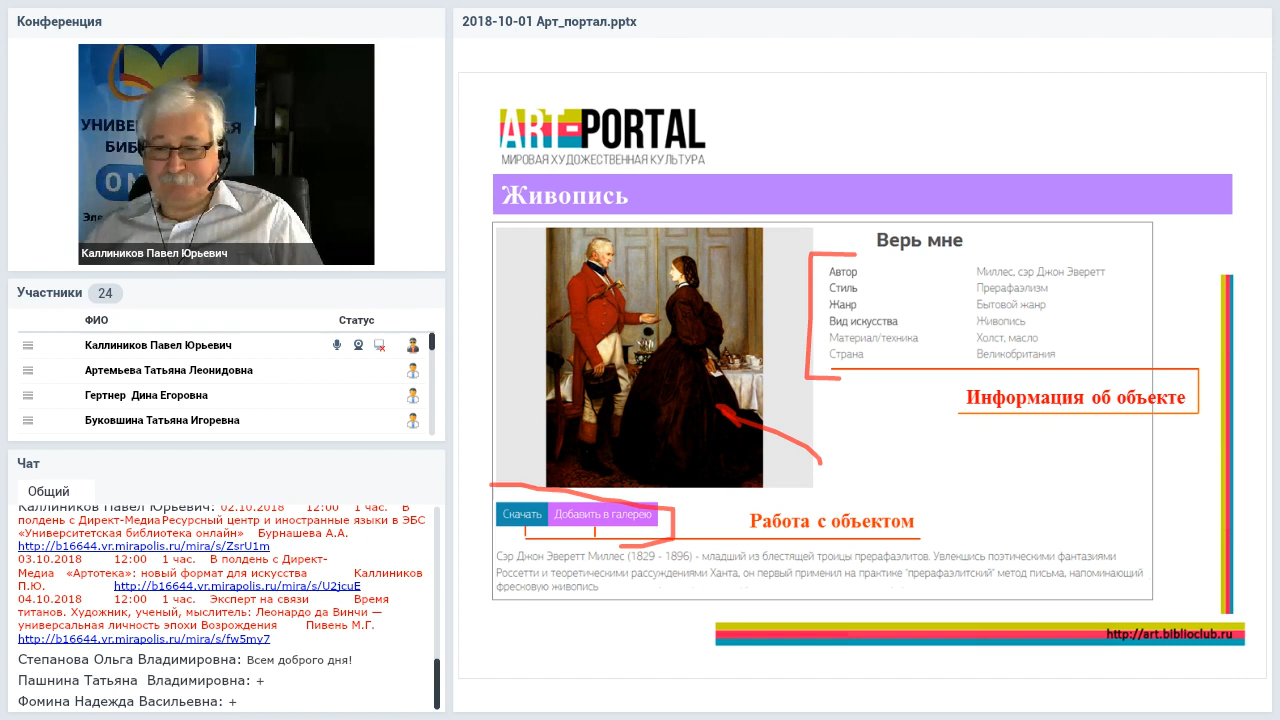 Конференция
УНИВЕ
АЯ
БИБ
ON
Эле
Каллиников Павел Юрьевич
Участники 24
ФИО Статус
Каллиников Павел Юрьевич
Артемьева Татьяна Леонидовна
Гертнер Дина Егоровна
Буковшина Татьяна Игоревна
Чат
Общий
Каллиников Павел Юрьевич: 02.10.2018 12:00 1 час. В
полдень с Директ-Медиа Ресурсный центр и иностранные языки в ЭБС
«Университетская библиотека онлайн» Бурнашева А.А.
http://b16644.vr.mirapolis.ru/mira/s/ZsrU1m
03.10.2018 12:00 1 час. В полдень с Директ-
Медиа «Артотека»: новый формат для искусства Каллиников
П.Ю. http://b16644.vr.mirapolis.ru/mira/s/U2jcuE
04.10.2018 12:00 1 час. Эксперт на связи Время
титанов. Художник, ученый, мыслитель: Леонардо да Винчи —
универсальная личность эпохи Возрождения Пивень М.Г.
http://b16644.vr.mirapolis.ru/mira/s/fw5my7
Степанова Ольга Владимировна: Всем доброго дня!
Пашнина Татьяна Владимировна: +
Фомина Надежда Васильевна: +
2018-10-01 Арт_портал.pptx
ART-PORTAL
МИРОВАЯ ХУДОЖЕСТВЕННАЯ КУЛЬТУРА
Живопись
Верь мне
Автор Миллес, сэр Джон Эверетт
Стиль Прерафаэлизм
Жанр Бытовой жанр
Вид искусства Живопись
Материал/техника Холст, масло
Страна Великобритания
Информация об объекте
Скачать Добавить в галерею
Работа с объектом
Сэр Джон Эверетт Миллес (1829 - 1896) - младший из блестящей троицы прерафаэлитов. Увлекшись поэтическими фантазиями
Россетти и теоретическими рассуждениями Ханта, он первый применил на практике "прерафаэлитский" метод письма, напоминающий
фресковую живопись
http://art.biblioclub.ru